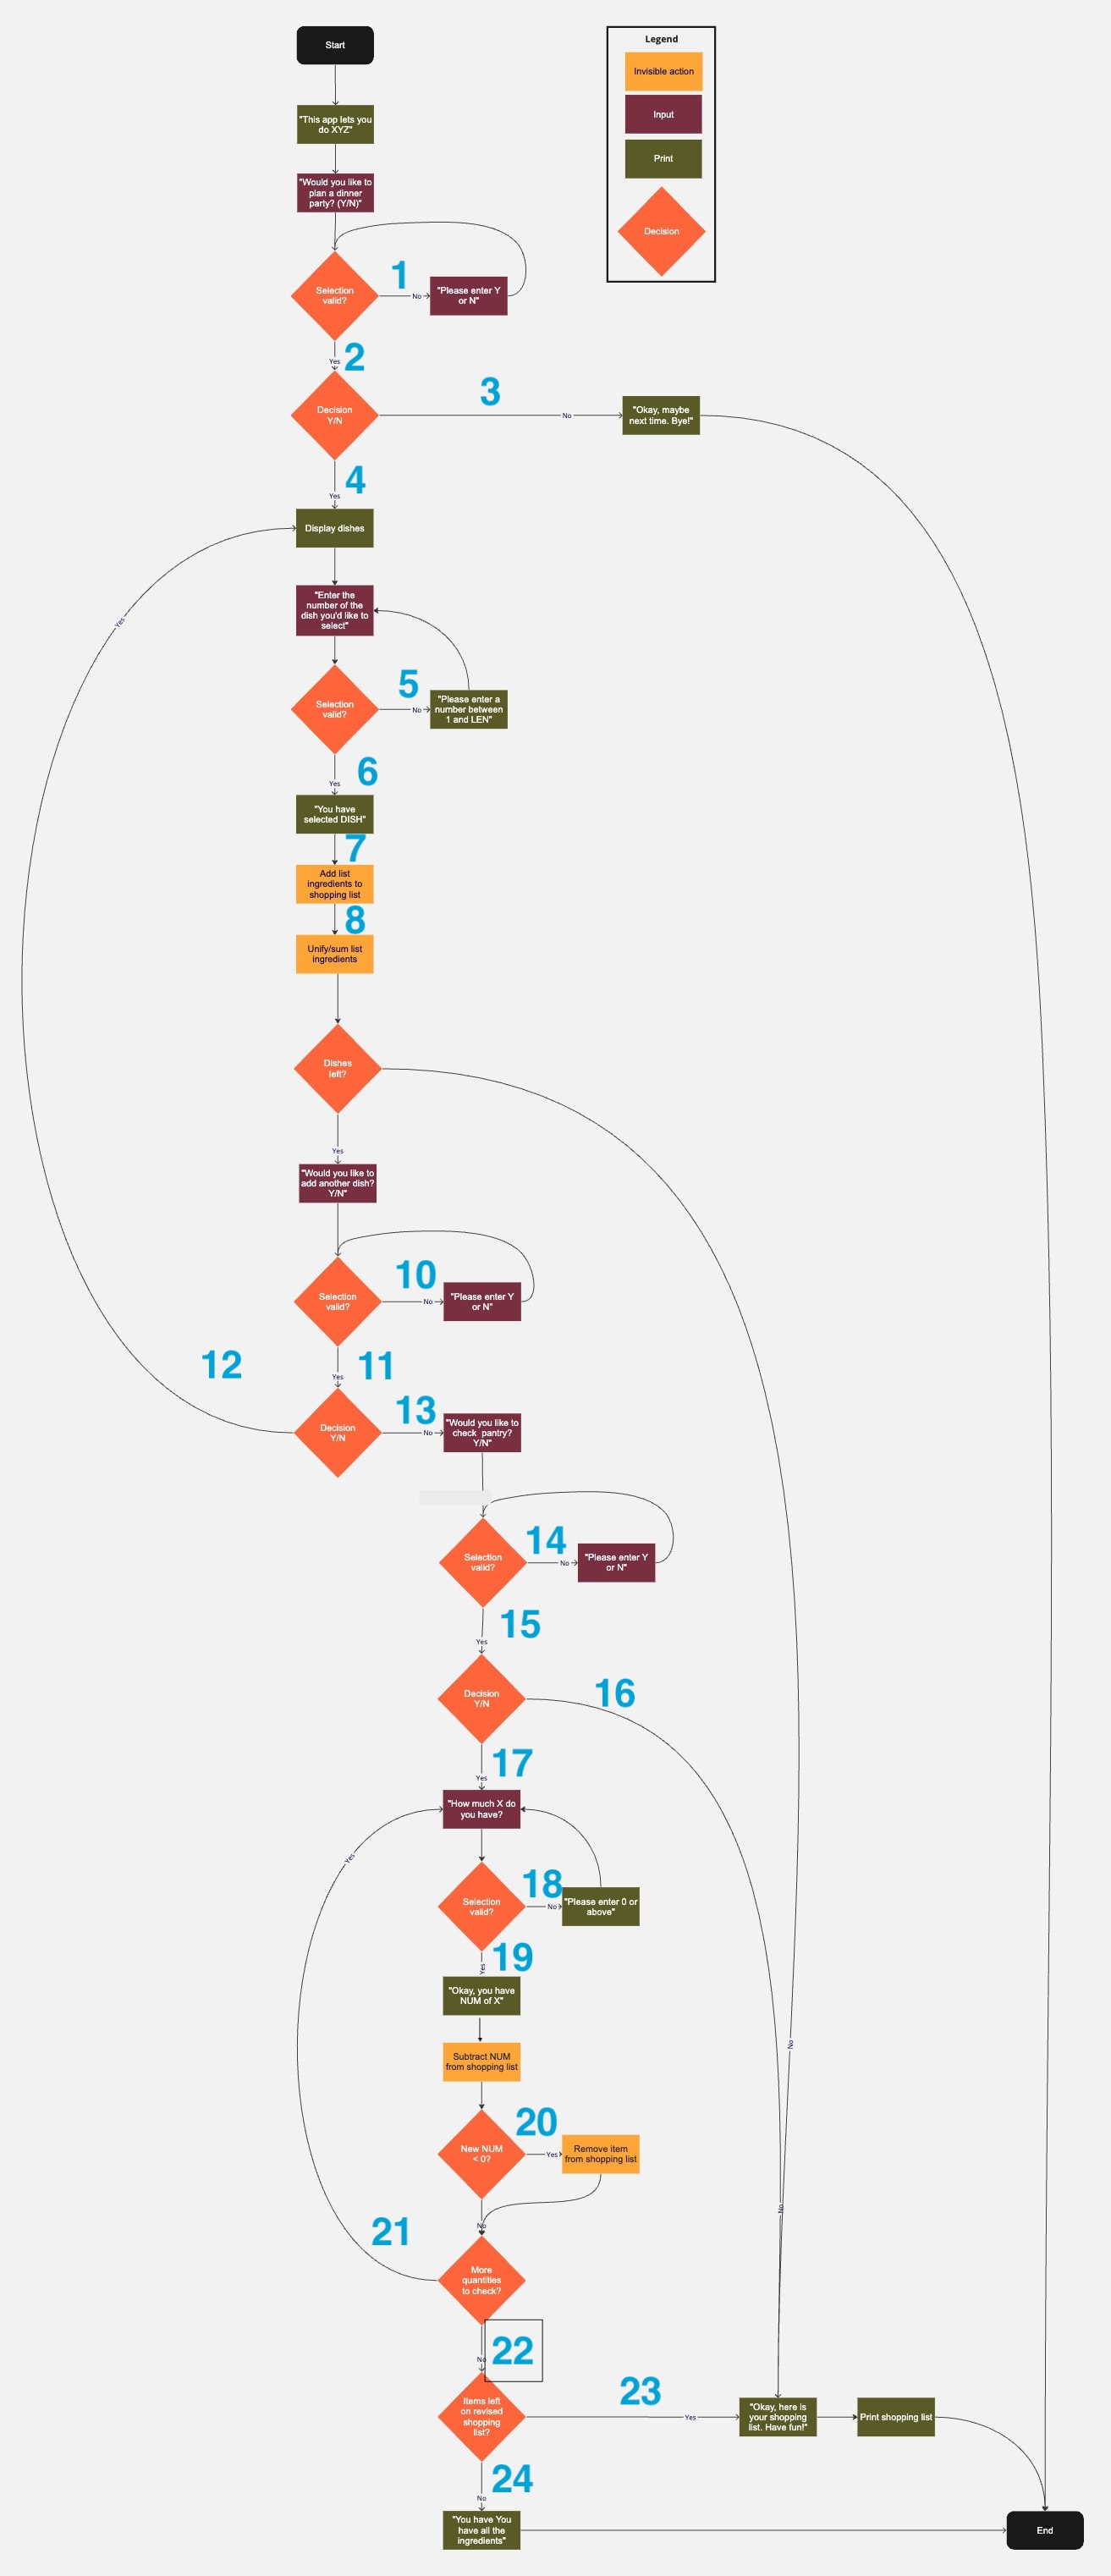 Start
Legend
Invisible action
Input
Print
Decision
"This app lets you
do XYZ"
"Would you like to
plan a dinner
party? (Y/N)"
Selection
valid?
1
No
"Please enter Y
or N"
Yes
2
Decision
Y/N
3
No
"Okay, maybe
next time. Bye!"
4
Yes
Display dishes
Yes
"Enter the
number of the
dish you'd like to
select"
Selection
valid?
5
No
"Please enter a
number between
1 and LEN"
6
Yes
"You have
selected DISH"
7
Add list
ingredients to
shopping list
8
Unify/sum list
ingredients
Dishes
left?
Yes
"Would you like to
add another dish?
Y/N"
Selection
valid?
10
No
"Please enter Y
or N"
12
Yes
11
Decision
Y/N
13
No
"Would you like to
check pantry?
Y/N"
Selection
valid?
14
No
"Please enter Y
or N"
15
Yes
Decision
Y/N
16
17
Yes
"How much X do
you have?
Yes
Selection
valid?
18
No
"Please enter 0 or
above"
19
Yes
"Okay, you have
NUM of X"
No
Subtract NUM
from shopping list
New NUM
< 0?
20
Yes
Remove item
from shopping list
No
No
21
More
quantities
to check?
22
No
Items left
on revised
shopping
list?
23
Yes
"Okay, here is
your shopping
list. Have fun!"
Print shopping list
24
No
"You have You
have all the
ingredients"
End